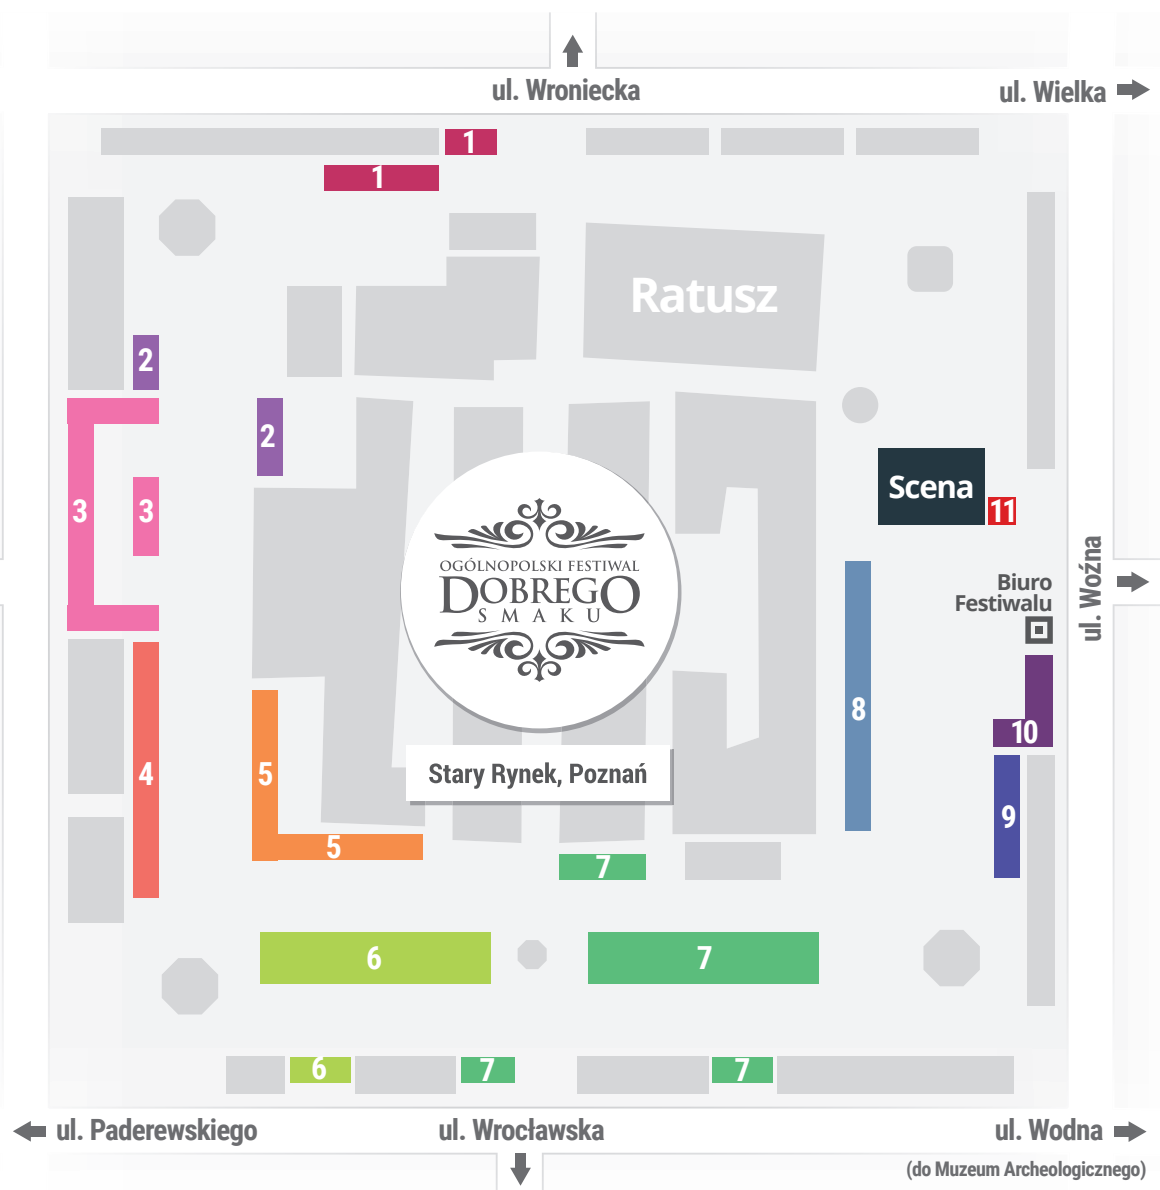 ul. Wroniecka
ul. Wielka
1
1
Ratusz
2
2
3
3
Scena
11
OGÓLNOPOLSKI FESTIWAL
DOBREGO
SMAKU
Biuro
Festiwalu
ul. Woźna
10
8
4
5
Stary Rynek, Poznań
9
5
7
6
7
6
7
7
ul. Paderewskiego
ul. Wrocławska
ul. Wodna
(do Muzeum Archeologicznego)